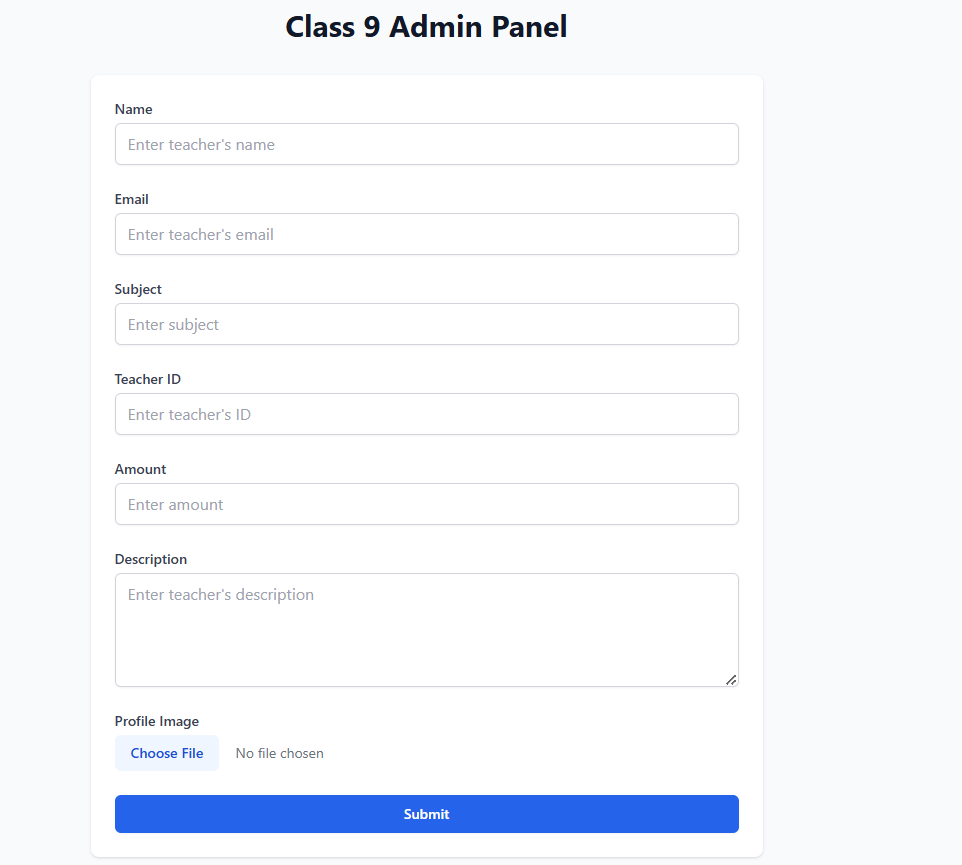 Class 9 Admin Panel
Name
Enter teacher's name
Email
Enter teacher's email
Subject
Enter subject
Teacher ID
Enter teacher's ID
Amount
Enter amount
Description
Enter teacher's description
Profile Image
Choose File No file chosen
Submit